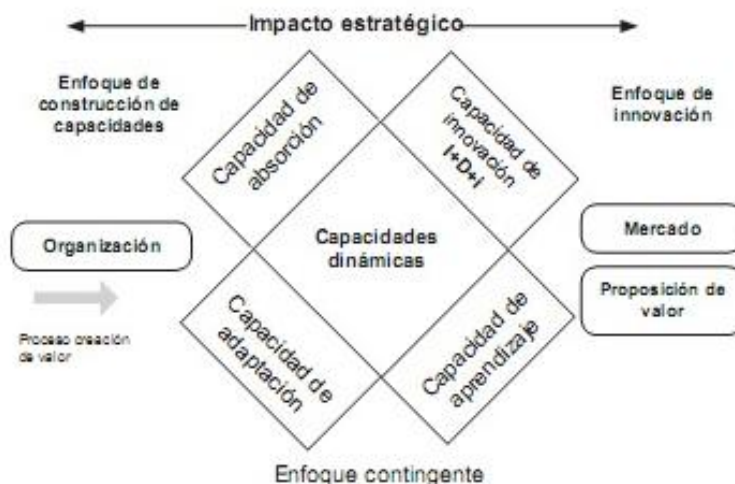 Impacto estratégico
Enfoque de
construcción de
capacidades
Capacidad de
absorción
Capacidad de
innovación
I+D+i
Enfoque de
innovación
Organización
Capacidades
dinámicas
Mercado
Proposición de
valor
Proceso creación
de valor
Capacidad de
adaptación
Capacidad de
aprendizaje
Enfoque contingente